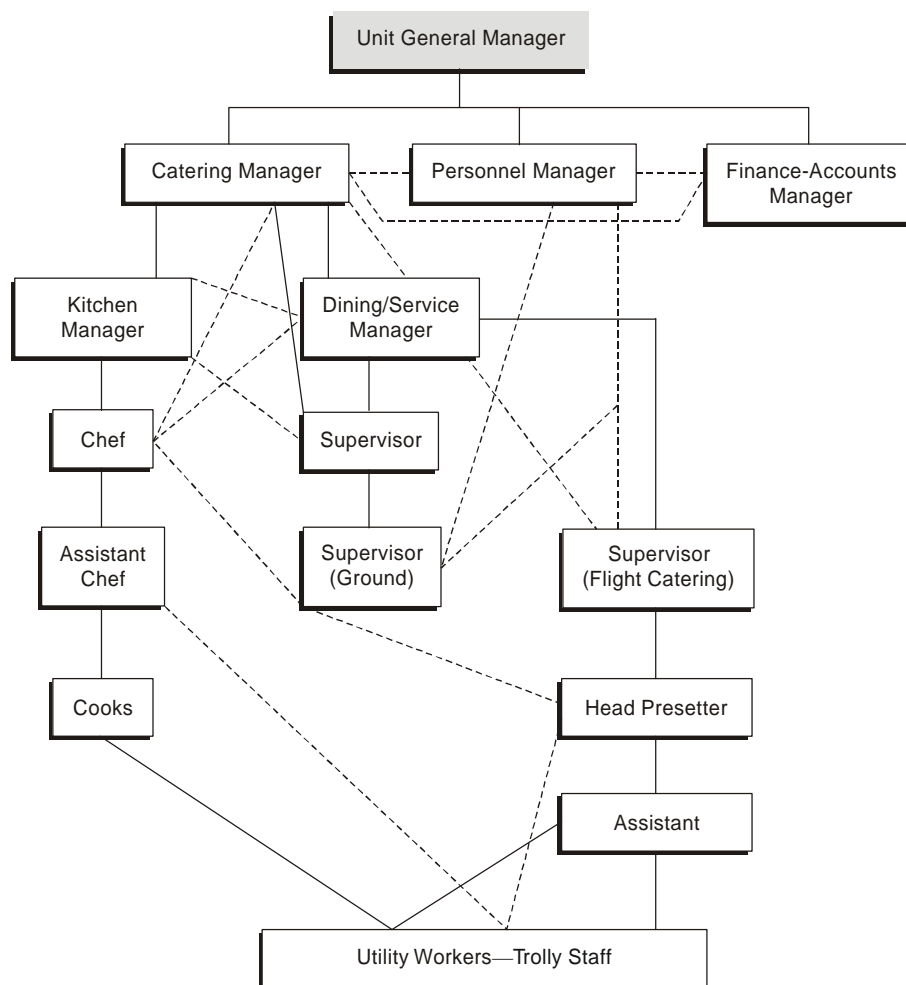 Unit General Manager
Catering Manager
Personnel Manager
Finance-Accounts
Manager
Kitchen
Manager
Dining/Service
Manager
Chef
Supervisor
Assistant
Chef
Supervisor
(Ground)
Supervisor
(Flight Catering)
Cooks
Head Presetter
Assistant
Utility Workers—Trolly Staff